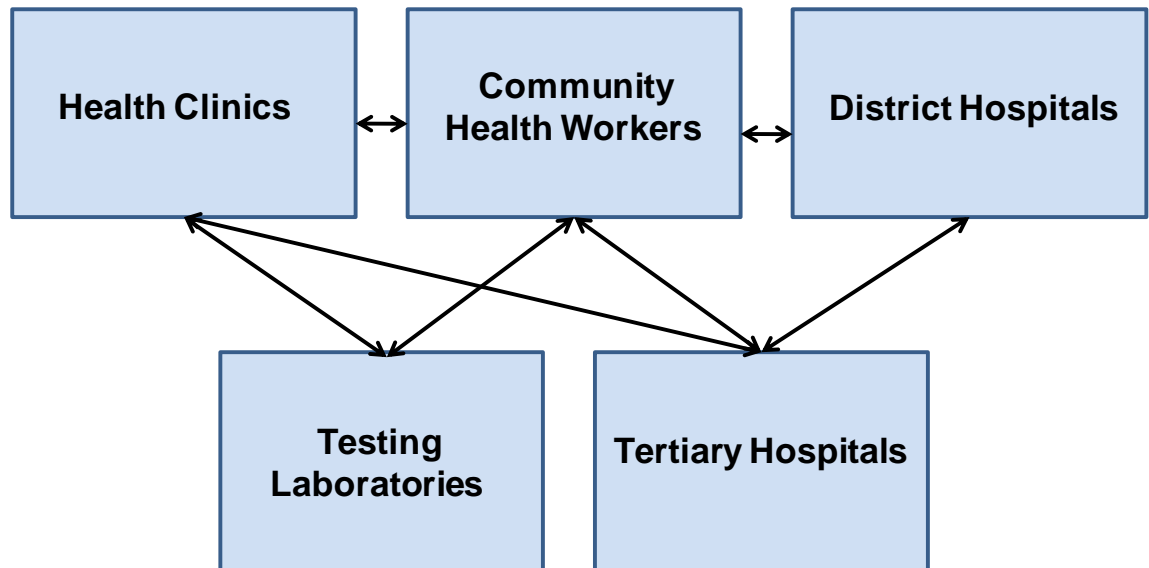 Health Clinics
Community
Health Workers
District Hospitals
Testing
Laboratories
Tertiary Hospitals